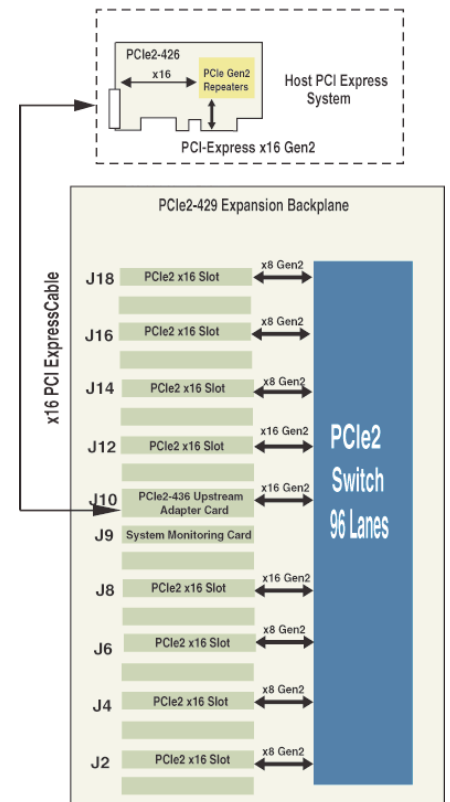 PCIe2-426
x16
PCIe Gen2
Repeaters
Host PCI Express
System
PCI-Express x16 Gen2
x16 PCI ExpressCable
PCIe2-429 Expansion Backplane
J18
PCIe2 x16 Slot
x8 Gen2
J16
PCIe2 x16 Slot
x8 Gen2
J14
PCIe2 x16 Slot
x8 Gen2
J12
PCIe2 x16 Slot
x16 Gen2
J10
PCIe2-436 Upstream
Adapter Card
x16 Gen2
J9
System Monitoring Card
J8
PCIe2 x16 Slot
x16 Gen2
J6
PCIe2 x16 Slot
x8 Gen2
J4
PCIe2 x16 Slot
x8 Gen2
J2
PCIe2 x16 Slot
x8 Gen2
PCIe2
Switch
96 Lanes